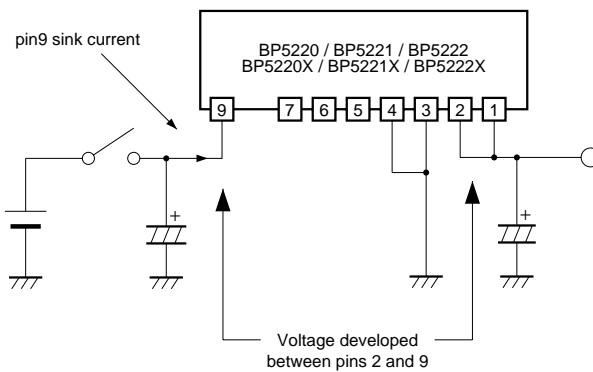 pin9 sink current
BP5220 / BP5221 / BP5222
BP5220X / BP5221X / BP5222X
9 7 6 5 4 3 2 1
+ +
Voltage developed
between pins 2 and 9